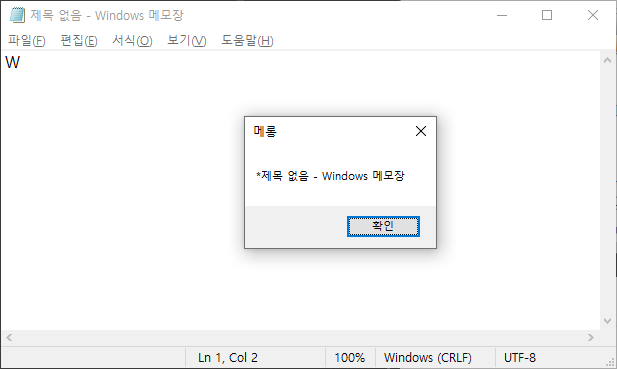 제목 없음 - Windows 메모장
파일(F) 편집(E) 서식(O) 보기(V) 도움말(H)
W
메롱
*제목 없음 - Windows 메모장
확인
Ln 1, Col 2 100% Windows (CRLF) UTF-8